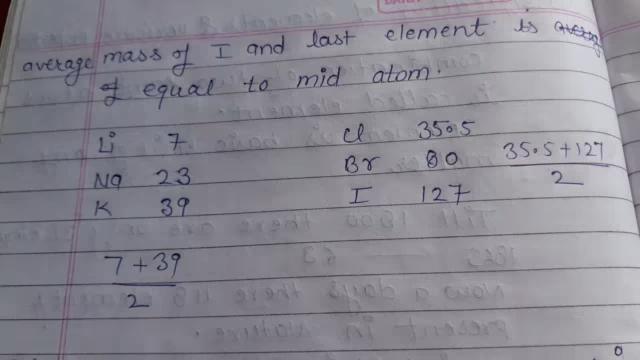 average mass of I and last element is
of equal to mid atom.
Li 7 Cl 35.5
Na 23 Br 80 35.5+127 / 2
K 39 I 127
7 + 39 / 2